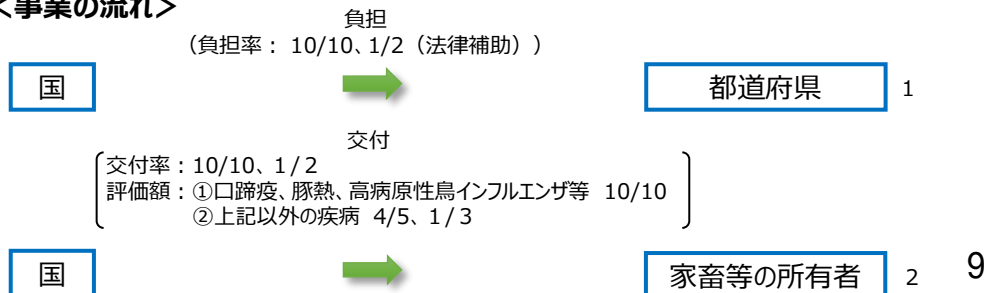 ＜事業の流れ＞
負担
（負担率：10/10、1/2（法律補助））
国
都道府県
1
交付
交付率：10/10、1/2
評価額：①口蹄疫、豚熱、高病原性鳥インフルエンザ等 10/10
②上記以外の疾病 4/5、1/3
国
家畜等の所有者
2
9